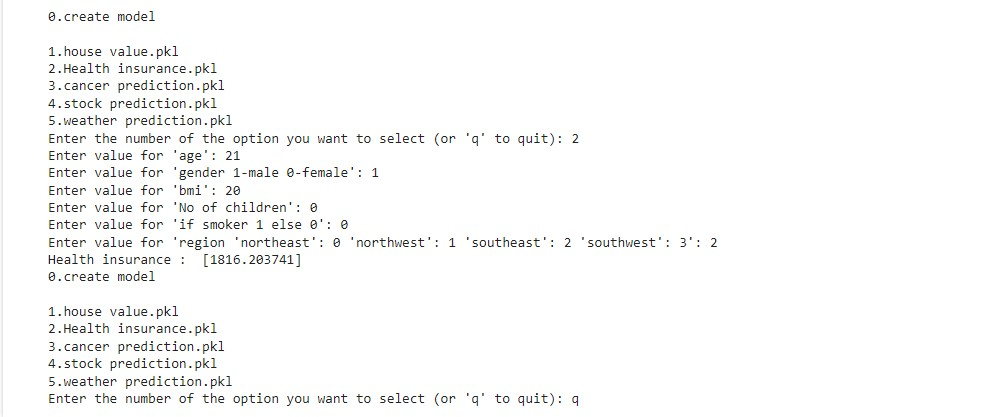 0.create model
1.house value.pkl
2.Health insurance.pkl
3.cancer prediction.pkl
4.stock prediction.pkl
5.weather prediction.pkl
Enter the number of the option you want to select (or 'q' to quit): 2
Enter value for 'age': 21
Enter value for 'gender 1-male 0-female': 1
Enter value for 'bmi': 20
Enter value for 'No of children': 0
Enter value for 'if smoker 1 else 0': 0
Enter value for 'region 'northeast': 0 'northwest': 1 'southeast': 2 'southwest': 3': 2
Health insurance :  [1816.203741]
0.create model
1.house value.pkl
2.Health insurance.pkl
3.cancer prediction.pkl
4.stock prediction.pkl
5.weather prediction.pkl
Enter the number of the option you want to select (or 'q' to quit): q